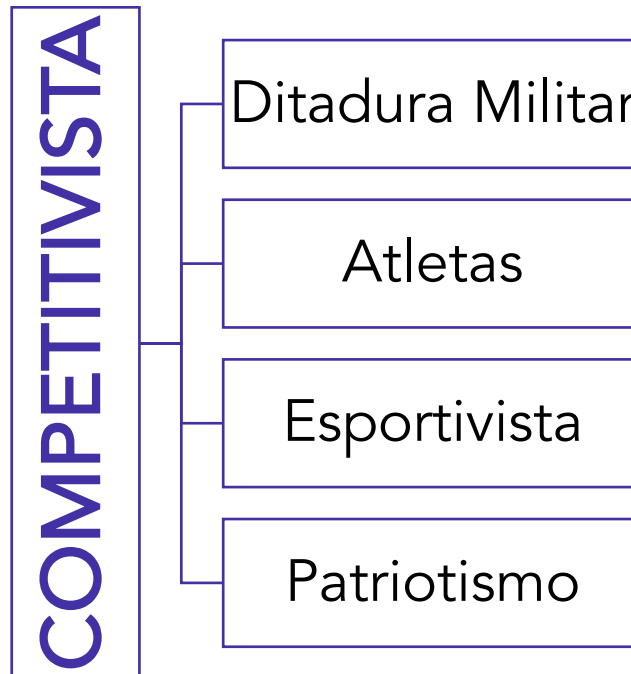 COMPETITIVISTA
Ditadura Militar
Atletas
Esportivista
Patriotismo